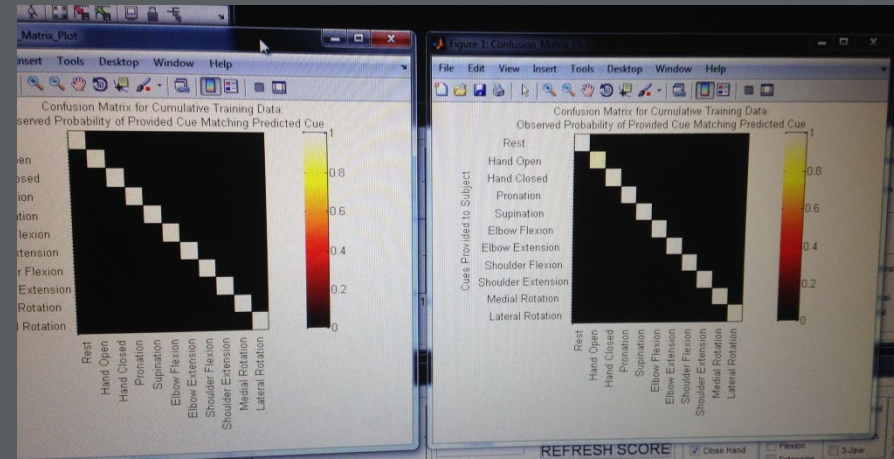 _Matrix_Plot
nsert Tools Desktop Window Help
Confusion Matrix for Cumulative Training Data:
bserved Probability of Provided Cue Matching Predicted Cue
en
osed
ion
ation
lexion
tension
r Flexion
Extension
Rotation
l Rotation
1
0.8
0.6
0.4
0.2
0
Rest
Hand Open
Hand Closed
Pronation
Supination
Elbow Flexion
Elbow Extension
Shoulder Flexion
Shoulder Extension
Medial Rotation
Lateral Rotation
Figure 1: Confusion_Matrix_Plot
File Edit View Insert Tools Desktop Window Help
Confusion Matrix for Cumulative Training Data:
Observed Probability of Provided Cue Matching Predicted Cue
Cues Provided to Subject
Rest
Hand Open
Hand Closed
Pronation
Supination
Elbow Flexion
Elbow Extension
Shoulder Flexion
Shoulder Extension
Medial Rotation
Lateral Rotation
1
0.8
0.6
0.4
0.2
0
Rest
Hand Open
Hand Closed
Pronation
Supination
Elbow Flexion
Elbow Extension
Shoulder Flexion
Shoulder Extension
Medial Rotation
Lateral Rotation
REFRESH SCORE
Close Hand
Flexion
3-Jaw